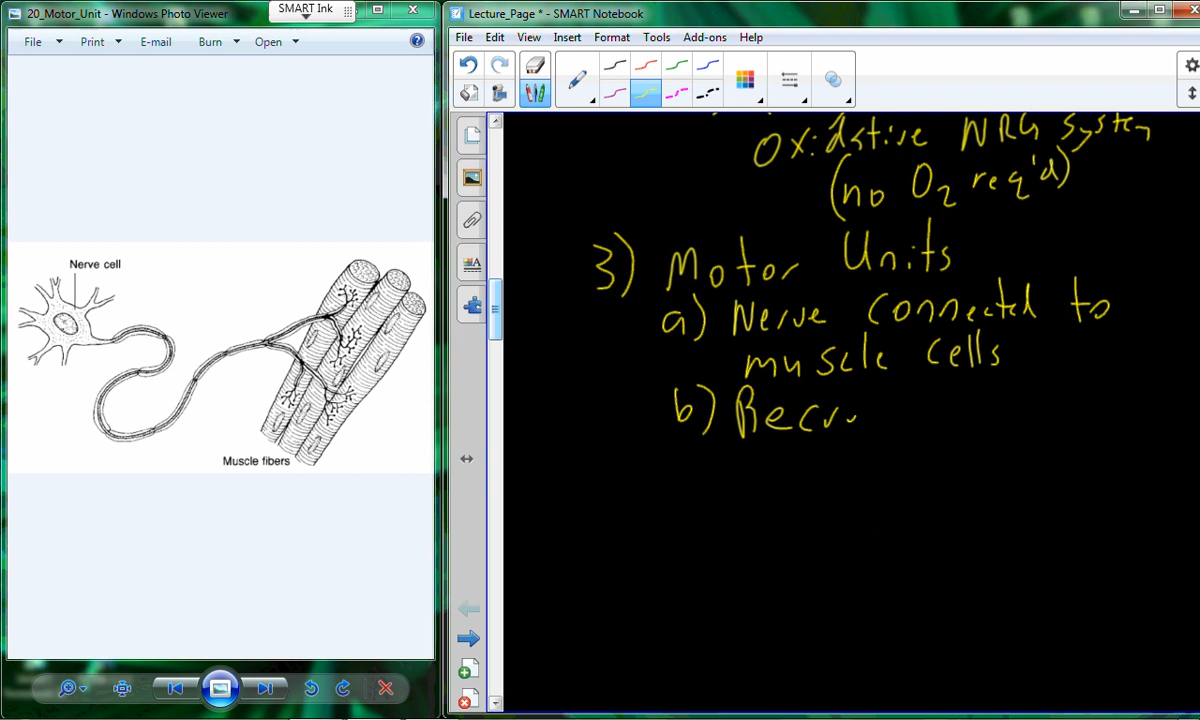 20_Motor_Unit - Windows Photo Viewer
SMART Ink
File Print E-mail Burn Open
Nerve cell
Muscle fibers
Lecture_Page * - SMART Notebook
File Edit View Insert Format Tools Add-ons Help
Oxidative NRG system
(no O2 req'd)
3) Motor Units
a) Nerve connected to
muscle cells
b) Recr